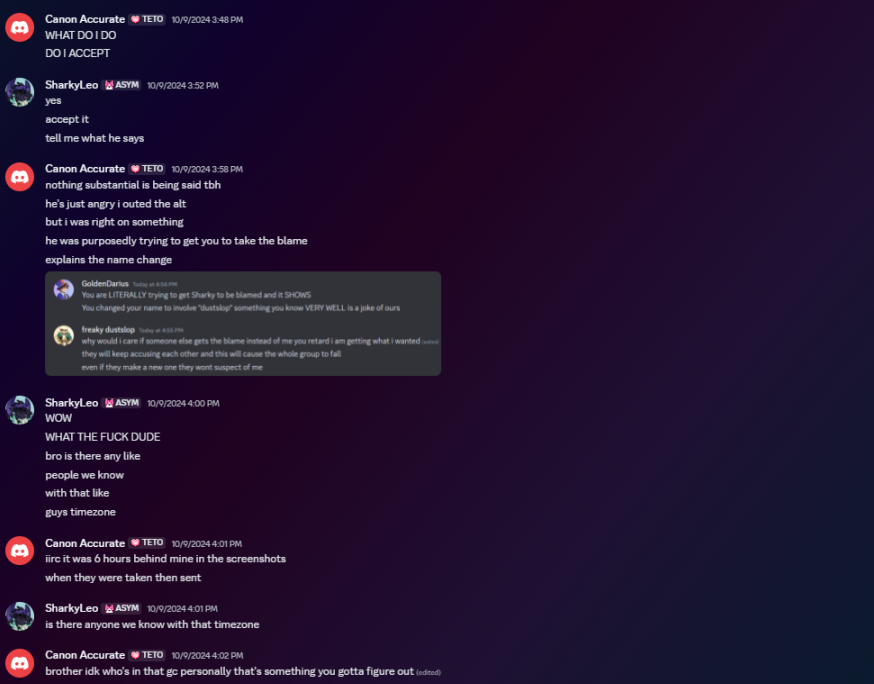 Canon Accurate TETO 10/9/2024 3:48 PM
WHAT DO I DO
DO I ACCEPT
SharkyLeo ASYM 10/9/2024 3:52 PM
yes
accept it
tell me what he says
Canon Accurate TETO 10/9/2024 3:58 PM
nothing substantial is being said tbh
he's just angry i outed the alt
but i was right on something
he was purposedly trying to get you to take the blame
explains the name change
GoldenDarius Today at 4:54 PM
You are LITERALLY trying to get Sharky to be blamed and it SHOWS
You changed your name to involve "dustslop" something you know VERY WELL is a joke of ours
freaky dustslop Today at 4:55 PM
why would i care if someone else gets the blame instead of me you retard i am getting what i wanted (edited)
they will keep accusing each other and this will cause the whole group to fall
even if they make a new one they wont suspect of me
SharkyLeo ASYM 10/9/2024 4:00 PM
WOW
WHAT THE FUCK DUDE
bro is there any like
people we know
with that like
guys timezone
Canon Accurate TETO 10/9/2024 4:01 PM
iirc it was 6 hours behind mine in the screenshots
when they were taken then sent
SharkyLeo ASYM 10/9/2024 4:01 PM
is there anyone we know with that timezone
Canon Accurate TETO 10/9/2024 4:02 PM
brother idk who's in that gc personally that's something you gotta figure out (edited)